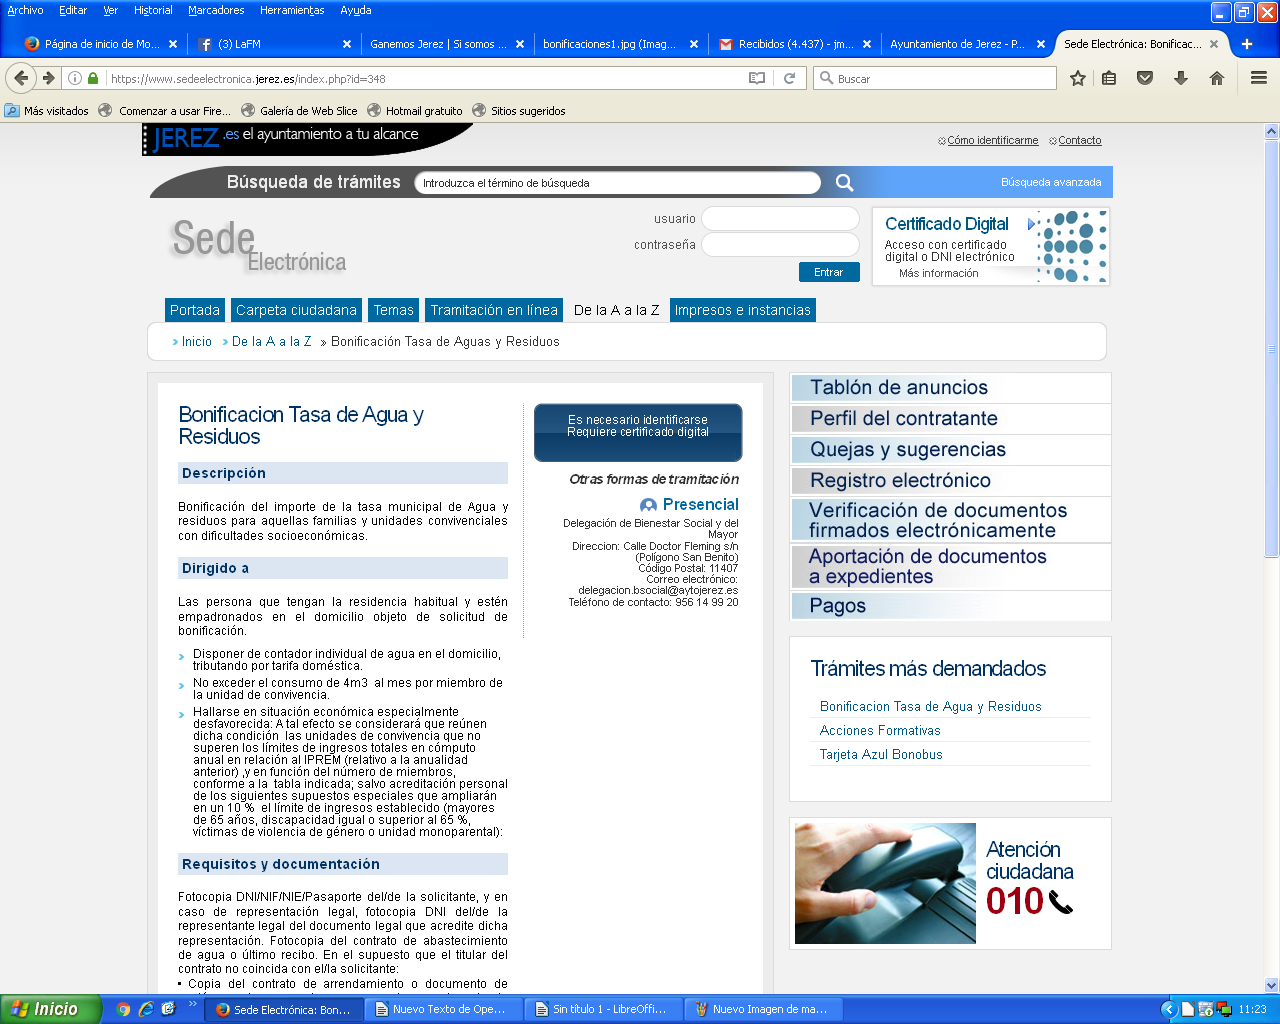 Archivo Editar Ver Historial Marcadores Herramientas Ayuda
Página de inicio de Mo...
(3) LaFM
Ganemos Jerez | Si somos ...
bonificaciones1.jpg (Imag...
Recibidos (4.437) - jm...
Ayuntamiento de Jerez - P...
Sede Electrónica: Bonificac...
https://www.sedeelectronica.jerez.es/index.php?id=348
Buscar
Más visitados
Comenzar a usar Fire...
Galería de Web Slice
Hotmail gratuito
Sitios sugeridos
JEREZ.es el ayuntamiento a tu alcance
Cómo identificarme
Contacto
Búsqueda de trámites
Introduzca el término de búsqueda
Búsqueda avanzada
Sede
Electrónica
usuario
contraseña
Entrar
Certificado Digital
Acceso con certificado
digital o DNI electrónico
Más información
Portada
Carpeta ciudadana
Temas
Tramitación en línea
De la A a la Z
Impresos e instancias
Inicio
De la A a la Z
» Bonificación Tasa de Aguas y Residuos
Bonificacion Tasa de Agua y
Residuos
Descripción
Bonificación del importe de la tasa municipal de Agua y
residuos para aquellas familias y unidades convivenciales
con dificultades socioeconómicas.
Dirigido a
Las persona que tengan la residencia habitual y estén
empadronados en el domicilio objeto de solicitud de
bonificación.
Disponer de contador individual de agua en el domicilio,
tributando por tarifa doméstica.
No exceder el consumo de 4m3 al mes por miembro de
la unidad de convivencia.
Hallarse en situación económica especialmente
desfavorecida: A tal efecto se considerará que reúnen
dicha condición las unidades de convivencia que no
superen los límites de ingresos totales en cómputo
anual en relación al IPREM (relativo a la anualidad
anterior) ,y en función del número de miembros,
conforme a la tabla indicada; salvo acreditación personal
de los siguientes supuestos especiales que ampliarán
en un 10 % el límite de ingresos establecido (mayores
de 65 años, discapacidad igual o superior al 65 %,
víctimas de violencia de género o unidad monoparental):
Requisitos y documentación
Fotocopia DNI/NIF/NIE/Pasaporte del/de la solicitante, y en
caso de representación legal, fotocopia DNI del/de la
representante legal del documento legal que acredite dicha
representación. Fotocopia del contrato de abastecimiento
de agua o último recibo. En el supuesto que el titular del
contrato no coincida con el/la solicitante:
▪ Copia del contrato de arrendamiento o documento de
Es necesario identificarse
Requiere certificado digital
Otras formas de tramitación
Presencial
Delegación de Bienestar Social y del
Mayor
Direccion: Calle Doctor Fleming s/n
(Polígono San Benito)
Código Postal: 11407
Correo electrónico:
delegacion.bsocial@aytojerez.es
Teléfono de contacto: 956 14 99 20
Tablón de anuncios
Perfil del contratante
Quejas y sugerencias
Registro electrónico
Verificación de documentos
firmados electrónicamente
Aportación de documentos
a expedientes
Pagos
Trámites más demandados
Bonificacion Tasa de Agua y Residuos
Acciones Formativas
Tarjeta Azul Bonobus
Atención
ciudadana
010
Inicio
Sede Electrónica: Bon...
Nuevo Texto de Ope...
Sin título 1 - LibreOffi...
Nuevo Imagen de ma...
11:23